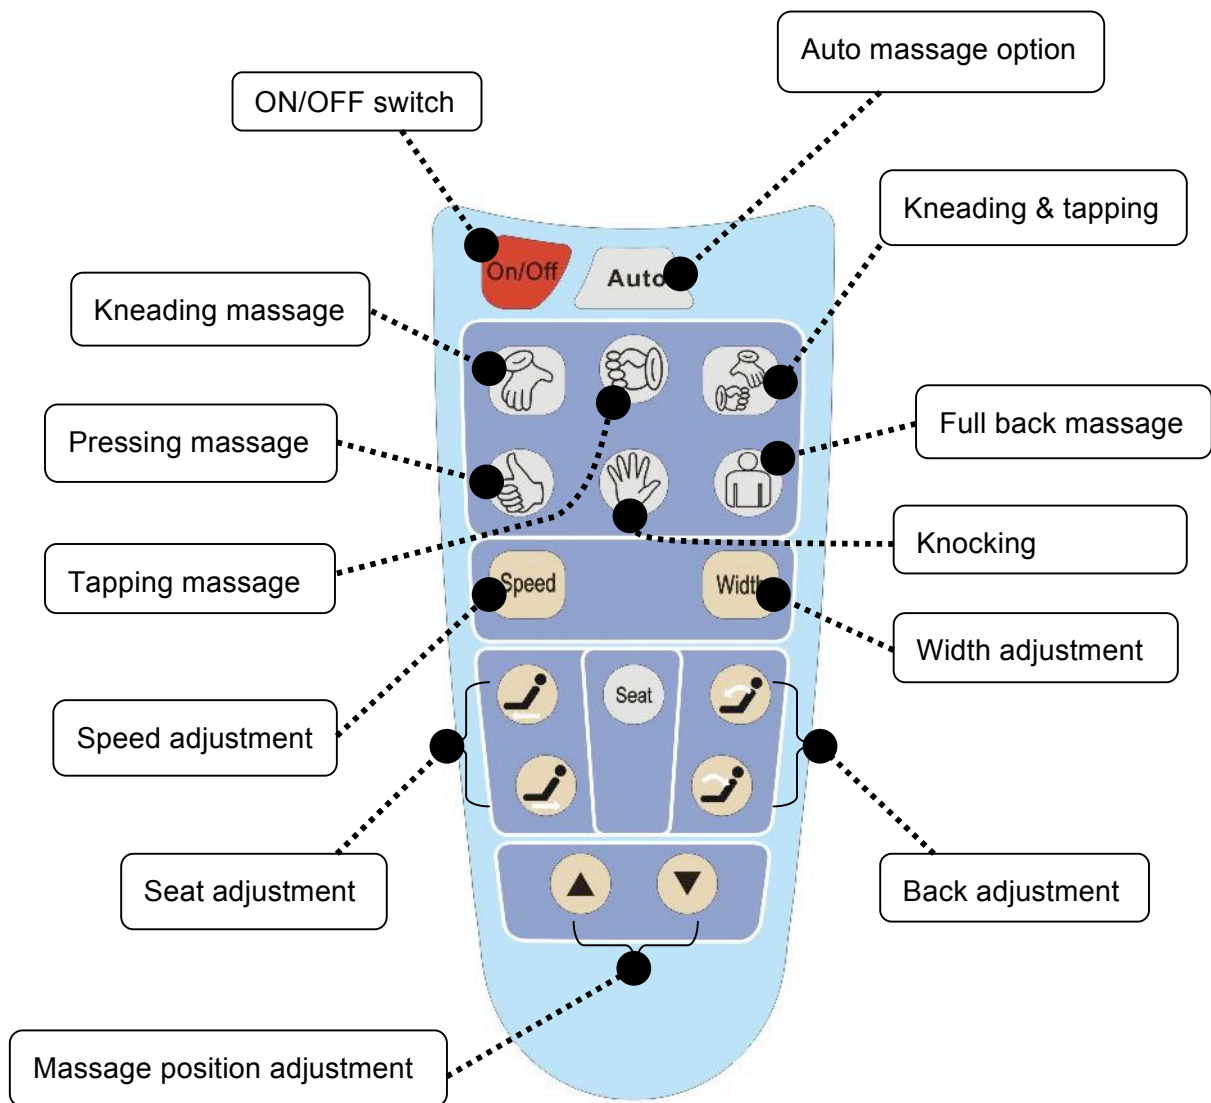 Auto massage option
ON/OFF switch
Kneading & tapping
On/Off
Auto
Kneading massage
Full back massage
Pressing massage
Knocking
Tapping massage
Speed
Width
Width adjustment
Seat
Speed adjustment
Seat adjustment
Back adjustment
Massage position adjustment